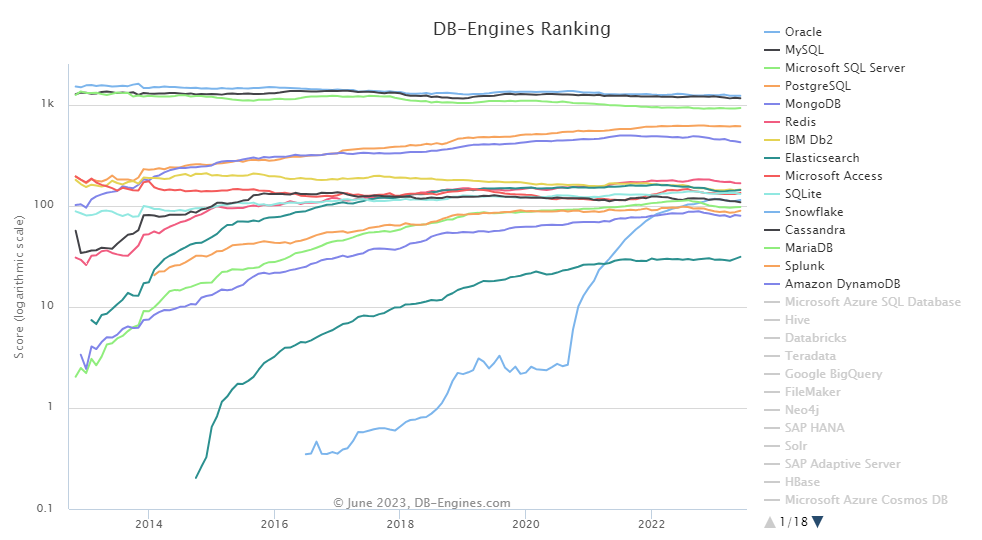 DB-Engines Ranking
Score (logarithmic scale)
1k
100
10
1
0.1
2014
2016
2018
2020
2022
© June 2023, DB-Engines.com
Oracle
MySQL
Microsoft SQL Server
PostgreSQL
MongoDB
Redis
IBM Db2
Elasticsearch
Microsoft Access
SQLite
Snowflake
Cassandra
MariaDB
Splunk
Amazon DynamoDB
Microsoft Azure SQL Database
Hive
Databricks
Teradata
Google BigQuery
FileMaker
Neo4j
SAP HANA
Solr
SAP Adaptive Server
HBase
Microsoft Azure Cosmos DB
1/18